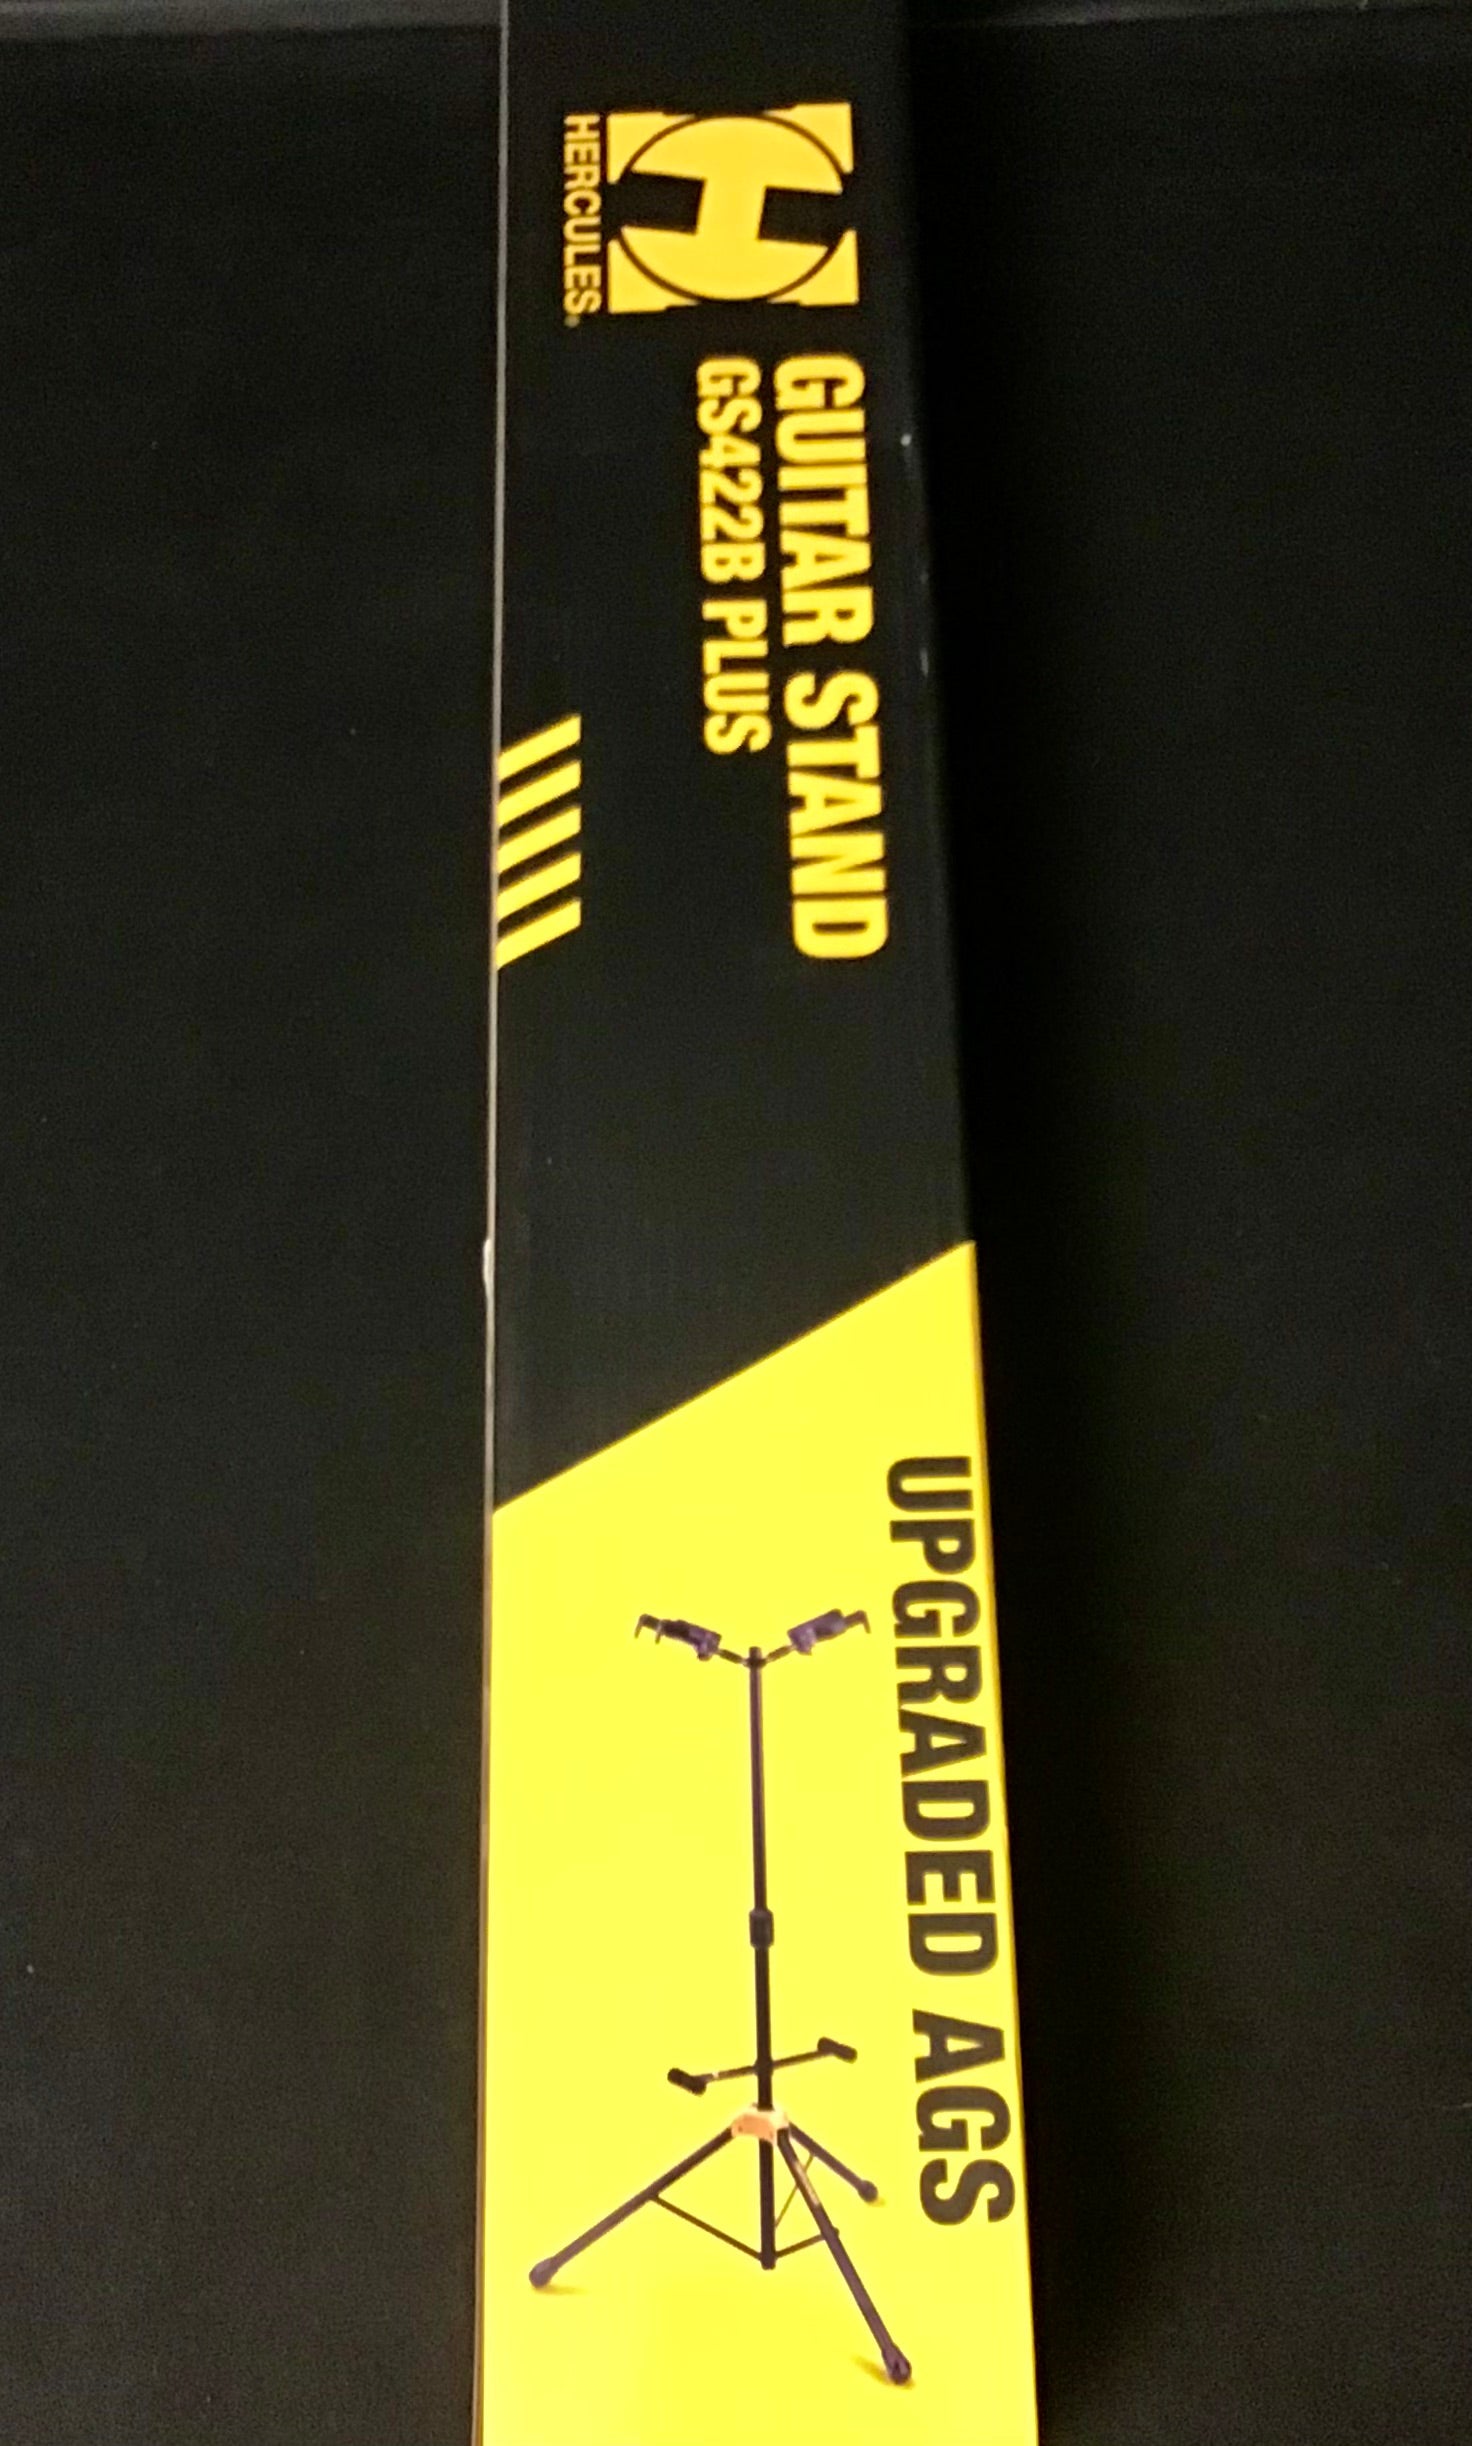 HERCULES®
GUITAR STAND
GS422B PLUS
UPGRADED AGS